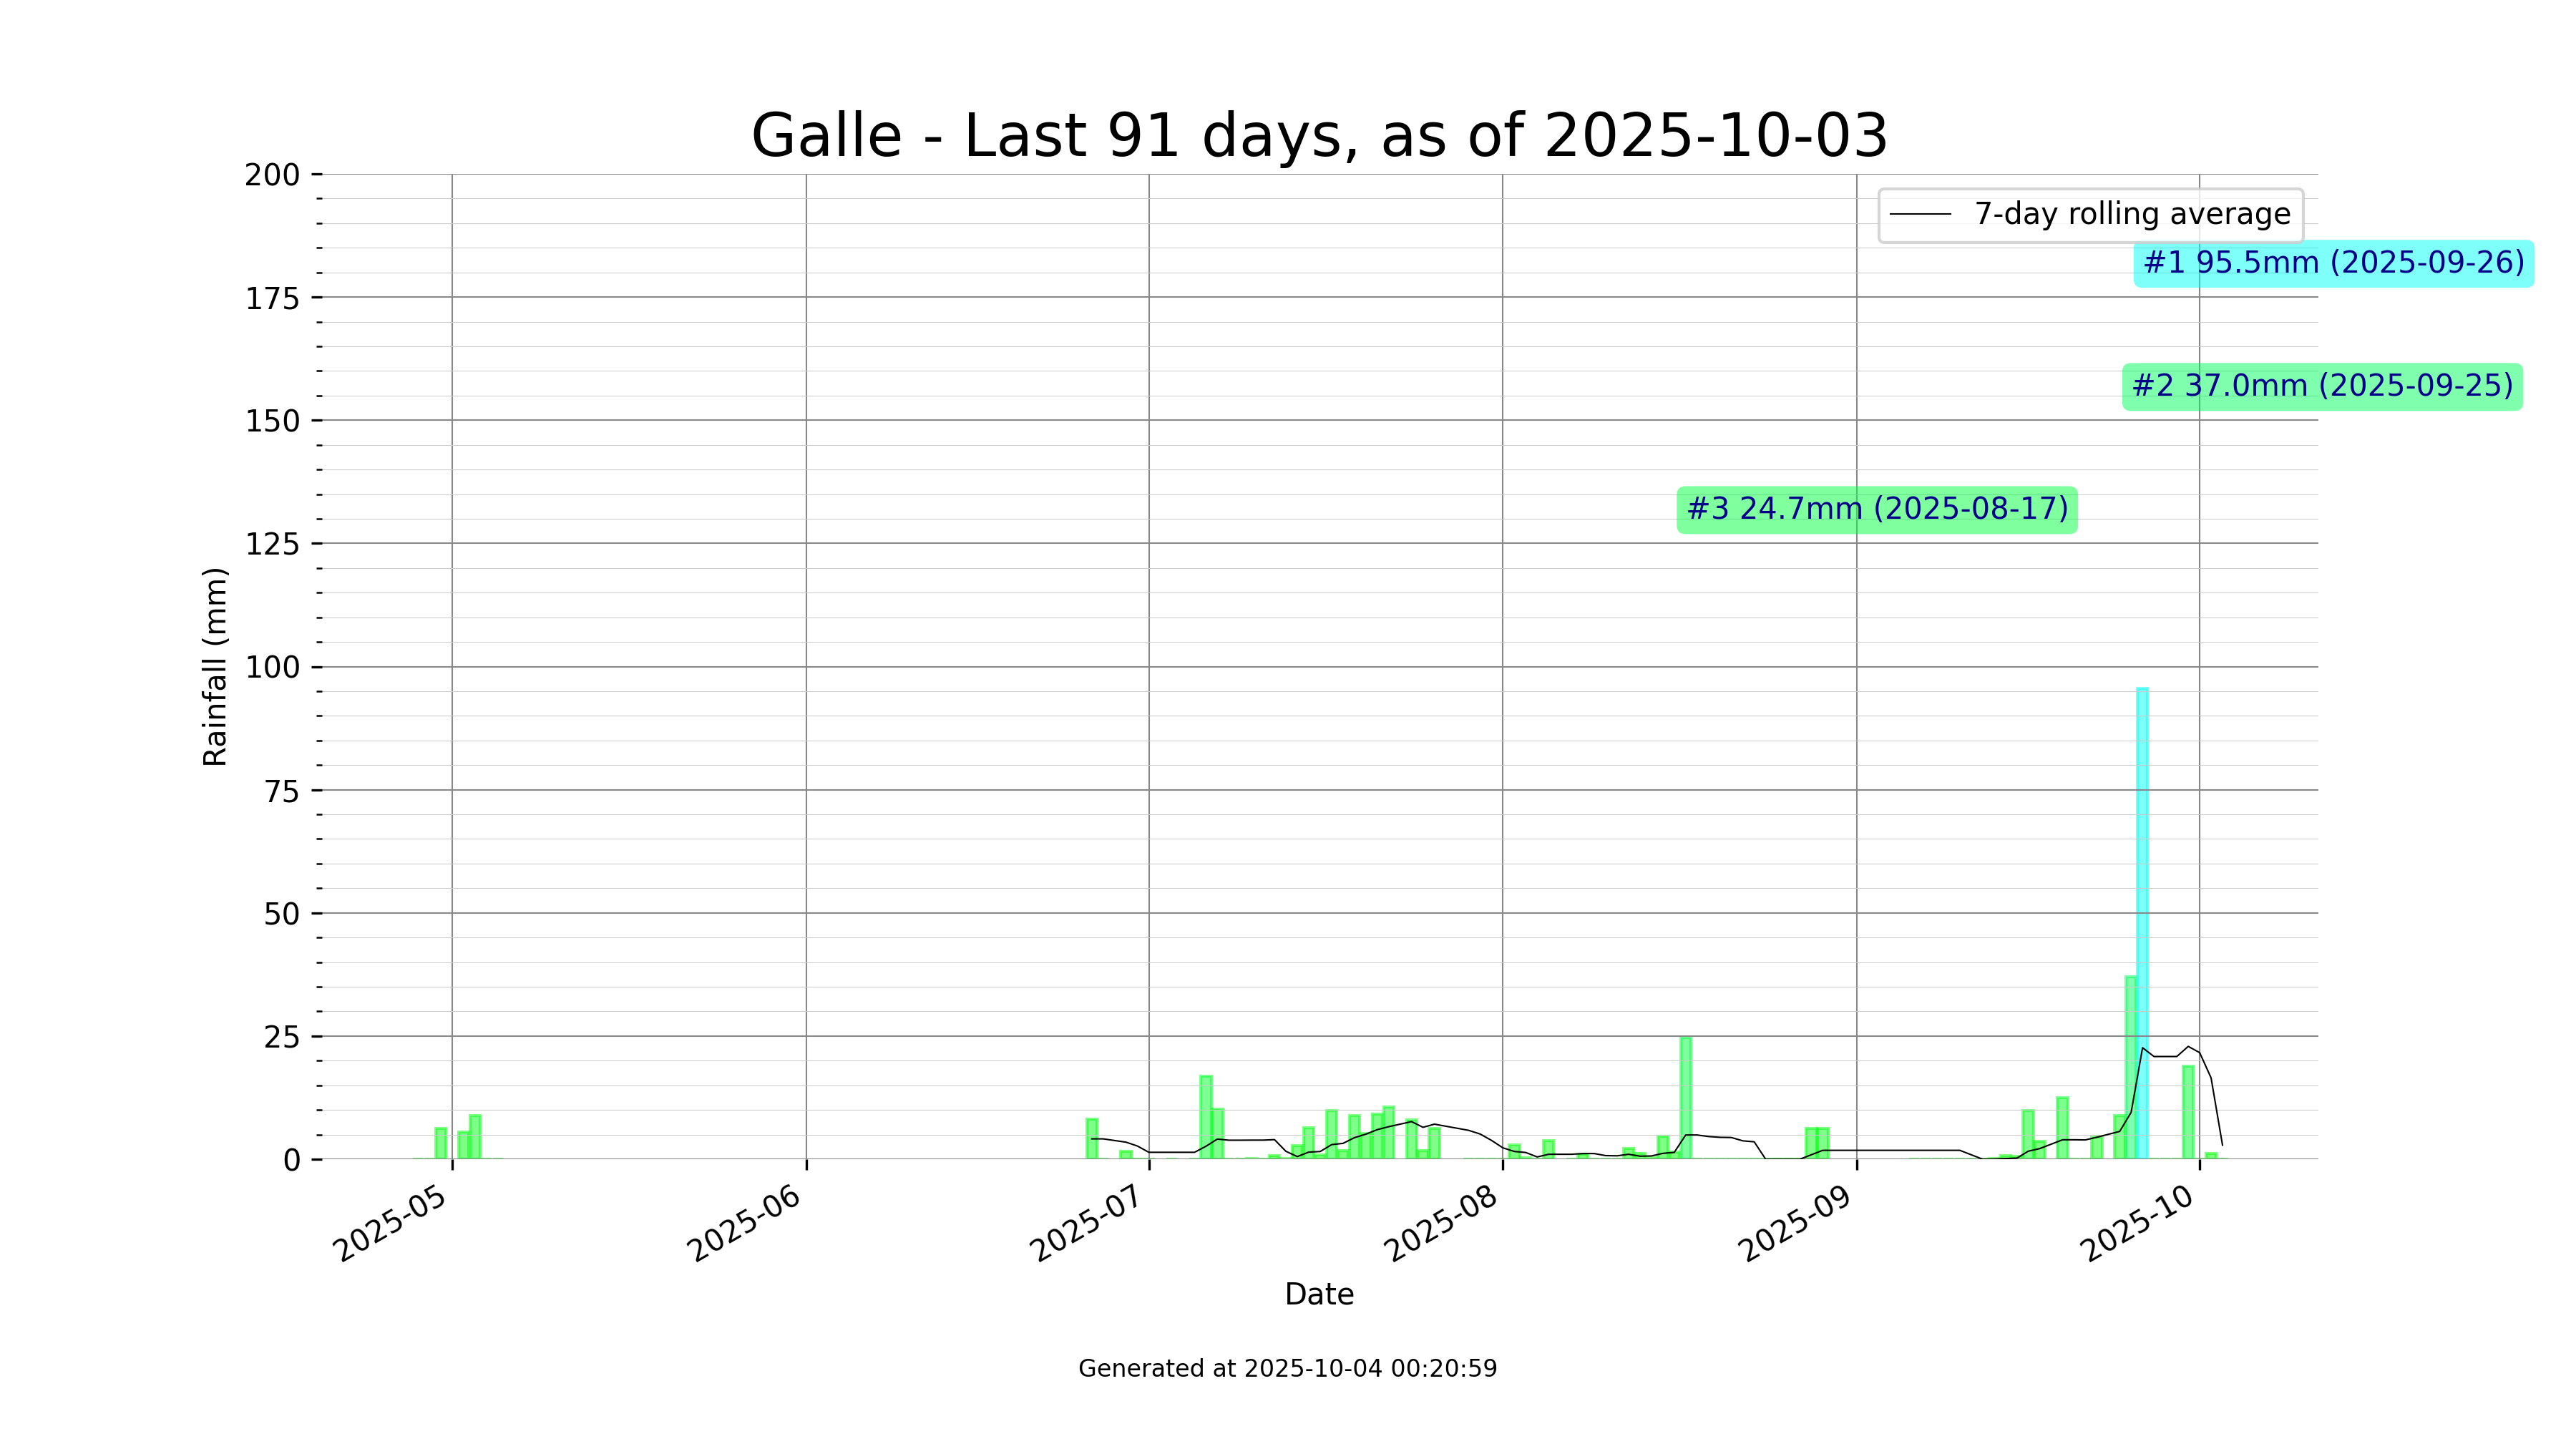 Galle - Last 91 days, as of 2025-10-03
7-day rolling average
#1 95.5mm (2025-09-26)
#2 37.0mm (2025-09-25)
#3 24.7mm (2025-08-17)
Rainfall (mm)
200
175
150
125
100
75
50
25
0
2025-05
2025-06
2025-07
2025-08
2025-09
2025-10
Date
Generated at 2025-10-04 00:20:59